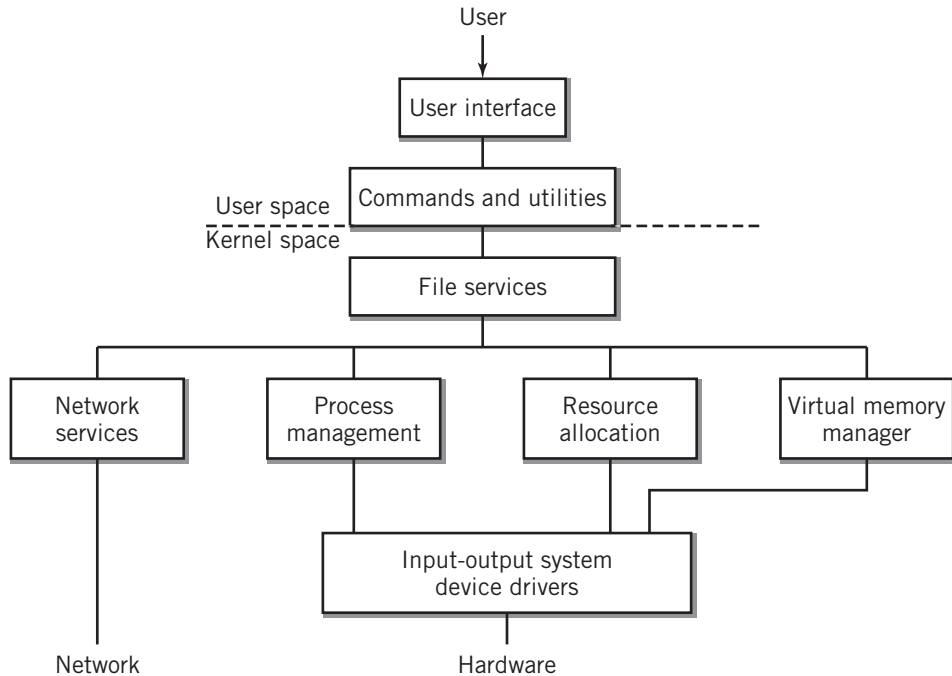 User
User interface
Commands and utilities
User space
Kernel space
File services
Network
services
Process
management
Resource
allocation
Virtual memory
manager
Input-output system
device drivers
Network
Hardware